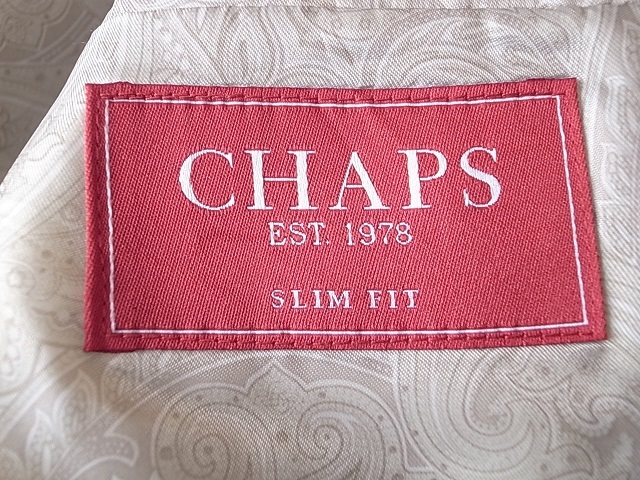 CHAPS
EST. 1978
SLIM FIT